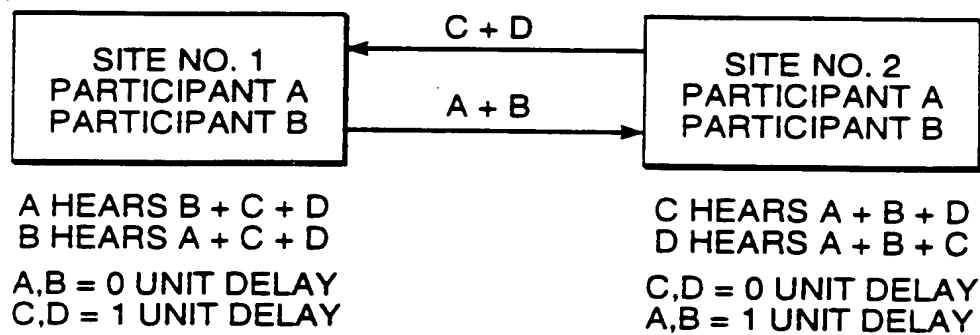 C + D
SITE NO. 1
PARTICIPANT A
PARTICIPANT B
A + B
SITE NO. 2
PARTICIPANT A
PARTICIPANT B
A HEARS B + C + D
B HEARS A + C + D
A,B = 0 UNIT DELAY
C,D = 1 UNIT DELAY
C HEARS A + B + D
D HEARS A + B + C
C,D = 0 UNIT DELAY
A,B = 1 UNIT DELAY